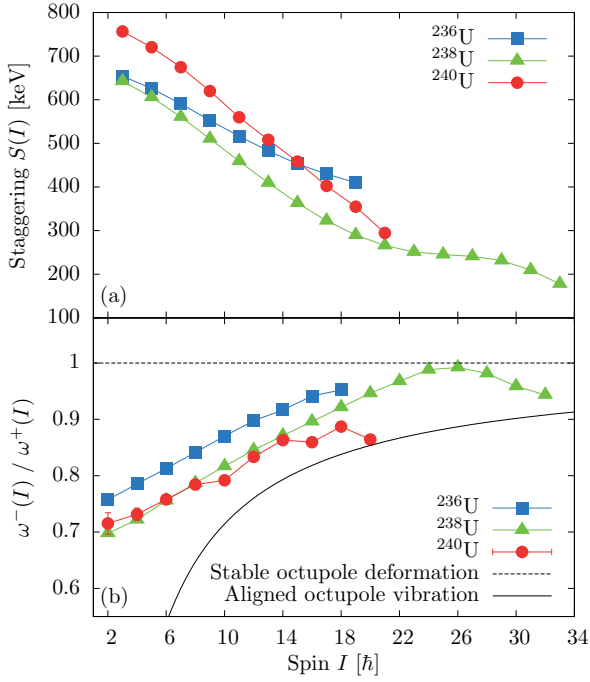 800
700
600
500
400
300
200
100
Staggering S(I) [keV]
²³⁶U
²³⁸U
²⁴⁰U
(a)
1
0.9
0.8
0.7
0.6
ω⁻(I) / ω⁺(I)
²³⁶U
²³⁸U
²⁴⁰U
Stable octupole deformation
Aligned octupole vibration
(b)
2 6 10 14 18 22 26 30 34
Spin I [ħ]